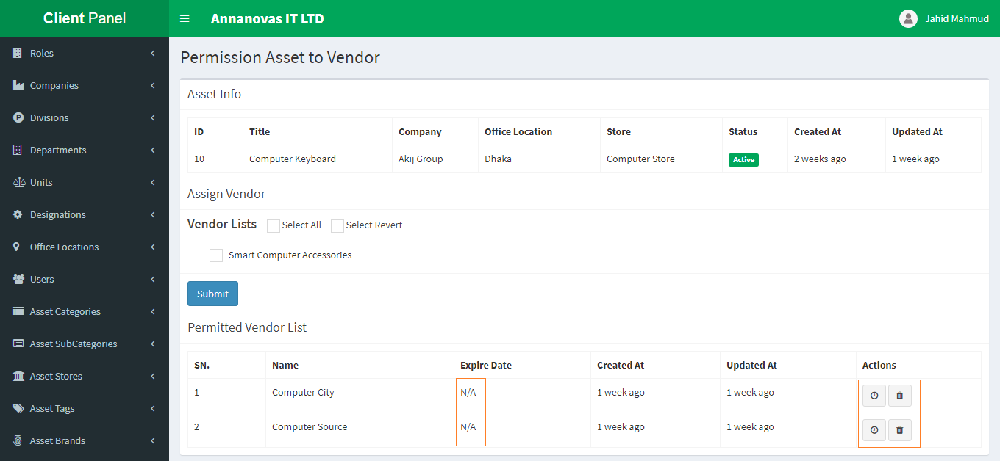 Client Panel
Annanovas IT LTD
Jahid Mahmud
Roles
Companies
Divisions
Departments
Units
Designations
Office Locations
Users
Asset Categories
Asset SubCategories
Asset Stores
Asset Tags
Asset Brands
Permission Asset to Vendor
Asset Info
ID Title Company Office Location Store Status Created At Updated At
10 Computer Keyboard Akij Group Dhaka Computer Store Active 2 weeks ago 1 week ago
Assign Vendor
Vendor Lists Select All Select Revert
Smart Computer Accessories
Submit
Permitted Vendor List
SN. Name Expire Date Created At Updated At Actions
1 Computer City N/A 1 week ago 1 week ago
2 Computer Source N/A 1 week ago 1 week ago